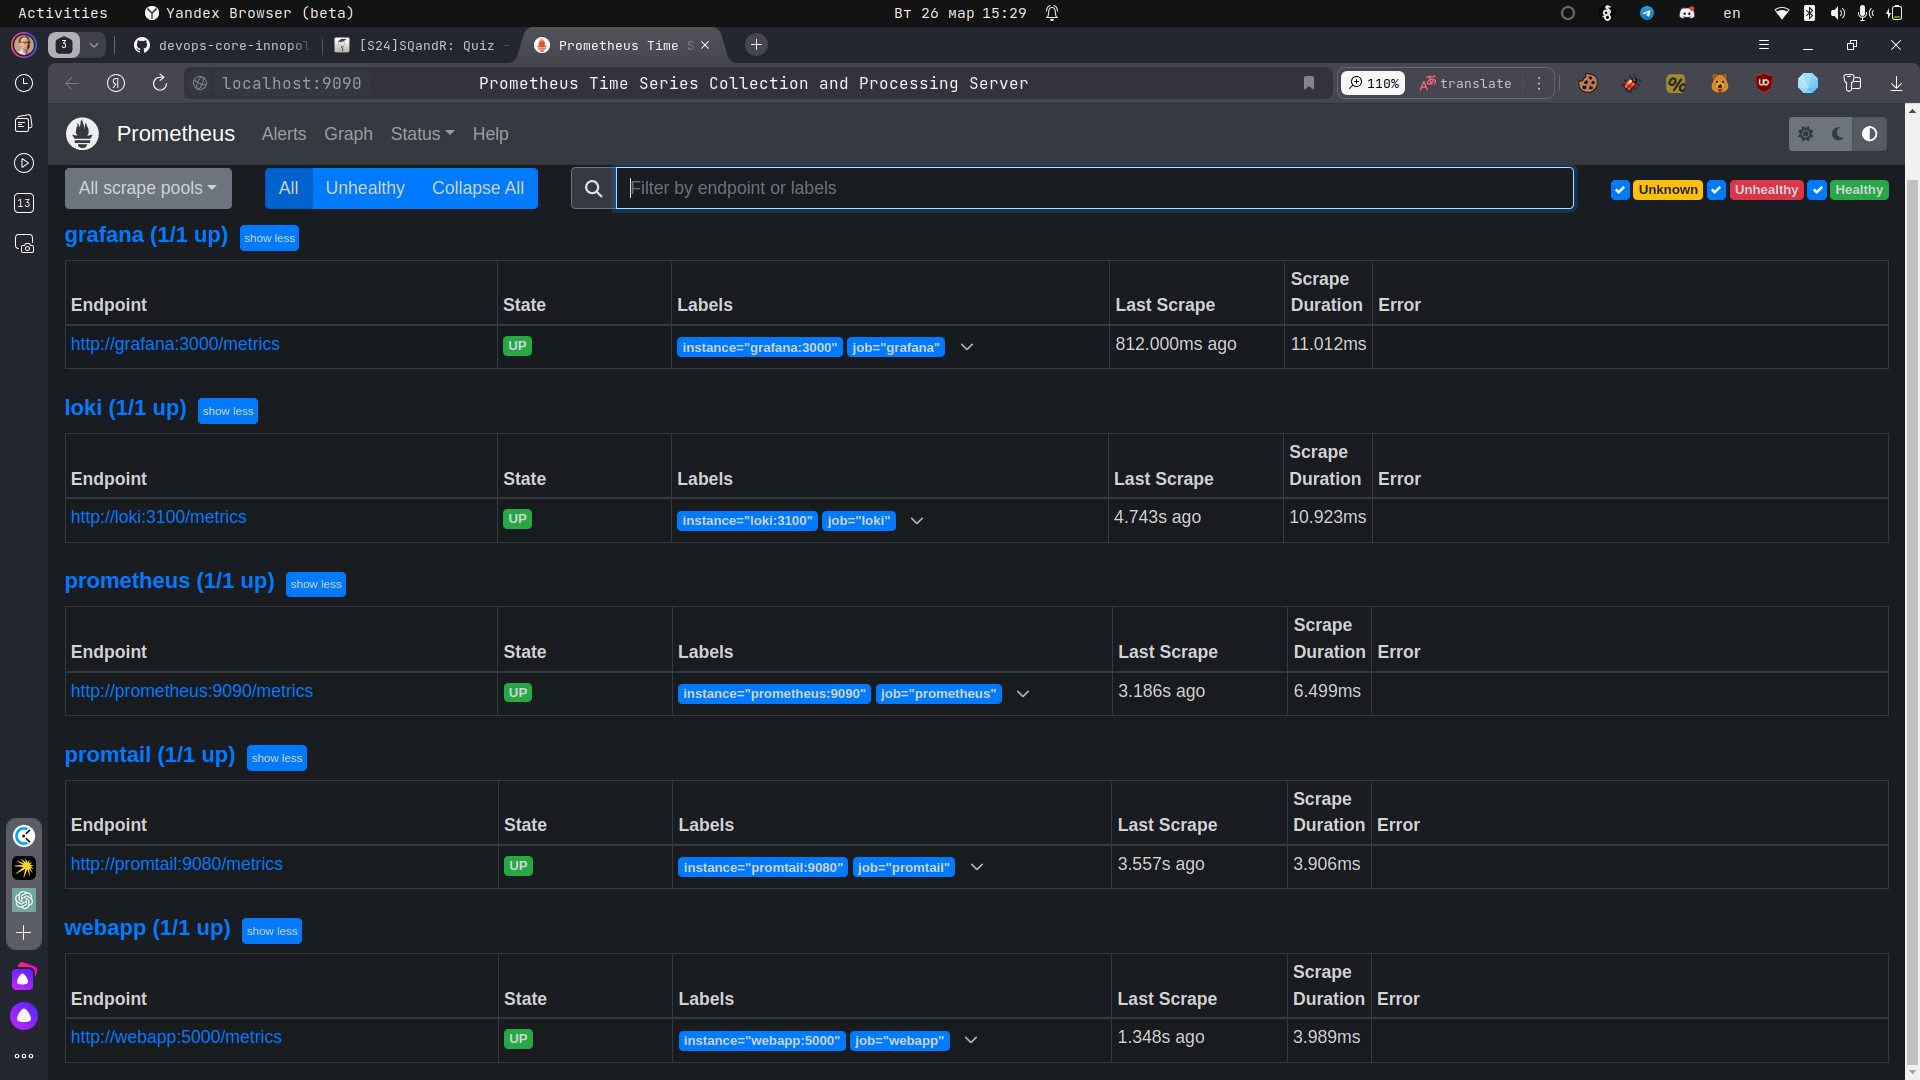 Activities
Yandex Browser (beta)
Вт 26 мар 15:29
en
3
devops-core-innopol
[S24]SQandR: Quiz -
Prometheus Time S
localhost:9090
Prometheus Time Series Collection and Processing Server
110%
translate
Prometheus
Alerts
Graph
Status
Help
All scrape pools
All
Unhealthy
Collapse All
Filter by endpoint or labels
Unknown
Unhealthy
Healthy
13
grafana (1/1 up)
show less
Endpoint State Labels Last Scrape Scrape Duration Error
http://grafana:3000/metrics UP instance="grafana:3000" job="grafana" 812.000ms ago 11.012ms
loki (1/1 up)
show less
Endpoint State Labels Last Scrape Scrape Duration Error
http://loki:3100/metrics UP instance="loki:3100" job="loki" 4.743s ago 10.923ms
prometheus (1/1 up)
show less
Endpoint State Labels Last Scrape Scrape Duration Error
http://prometheus:9090/metrics UP instance="prometheus:9090" job="prometheus" 3.186s ago 6.499ms
promtail (1/1 up)
show less
Endpoint State Labels Last Scrape Scrape Duration Error
http://promtail:9080/metrics UP instance="promtail:9080" job="promtail" 3.557s ago 3.906ms
webapp (1/1 up)
show less
Endpoint State Labels Last Scrape Scrape Duration Error
http://webapp:5000/metrics UP instance="webapp:5000" job="webapp" 1.348s ago 3.989ms